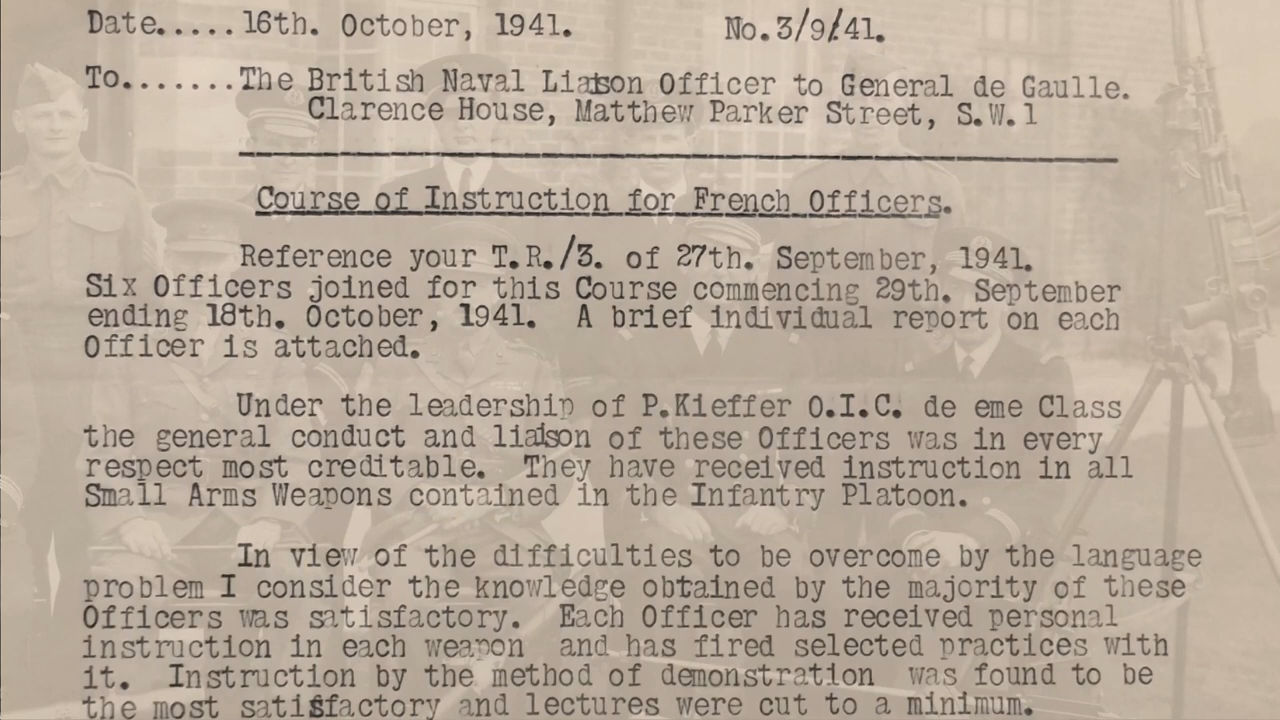 Date.....16th. October, 1941. No.3/9/41.
To.......The British Naval Liason Officer to General de Gaulle.
Clarence House, Matthew Parker Street, S.W.1
Course of Instruction for French Officers.
Reference your T.R./3. of 27th. September, 1941.
Six Officers joined for this Course commencing 29th. September
ending 18th. October, 1941. A brief individual report on each
Officer is attached.
Under the leadership of P.Kieffer O.I.C. de eme Class
the general conduct and liaison of these Officers was in every
respect most creditable. They have received instruction in all
Small Arms Weapons contained in the Infantry Platoon.
In view of the difficulties to be overcome by the language
problem I consider the knowledge obtained by the majority of these
Officers was satisfactory. Each Officer has received personal
instruction in each weapon and has fired selected practices with
it. Instruction by the method of demonstration was found to be
the most satisfactory and lectures were cut to a minimum.